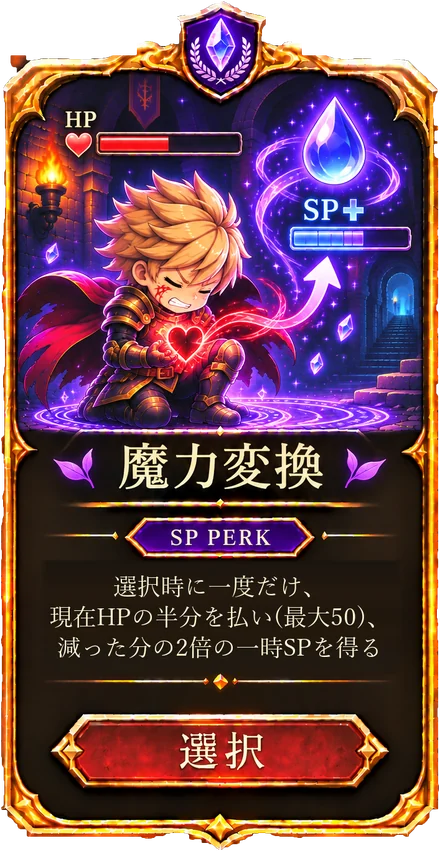 HP
SP+
魔力変換
SP PERK
選択時に一度だけ、
現在HPの半分を払い(最大50)、
減った分の2倍の一時SPを得る
選択